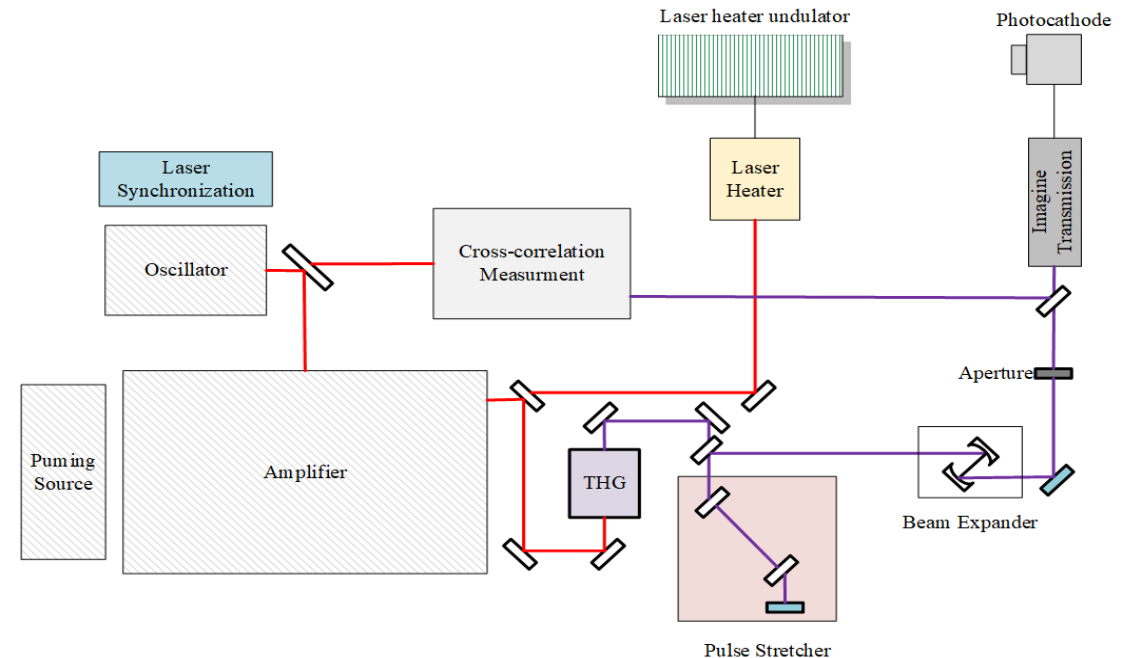 Laser heater undulator
Photocathode
Laser
Synchronization
Laser
Heater
Imagine
Transmission
Oscillator
Cross-correlation
Measurment
Aperture
Puming
Source
Amplifier
THG
Beam Expander
Pulse Stretcher